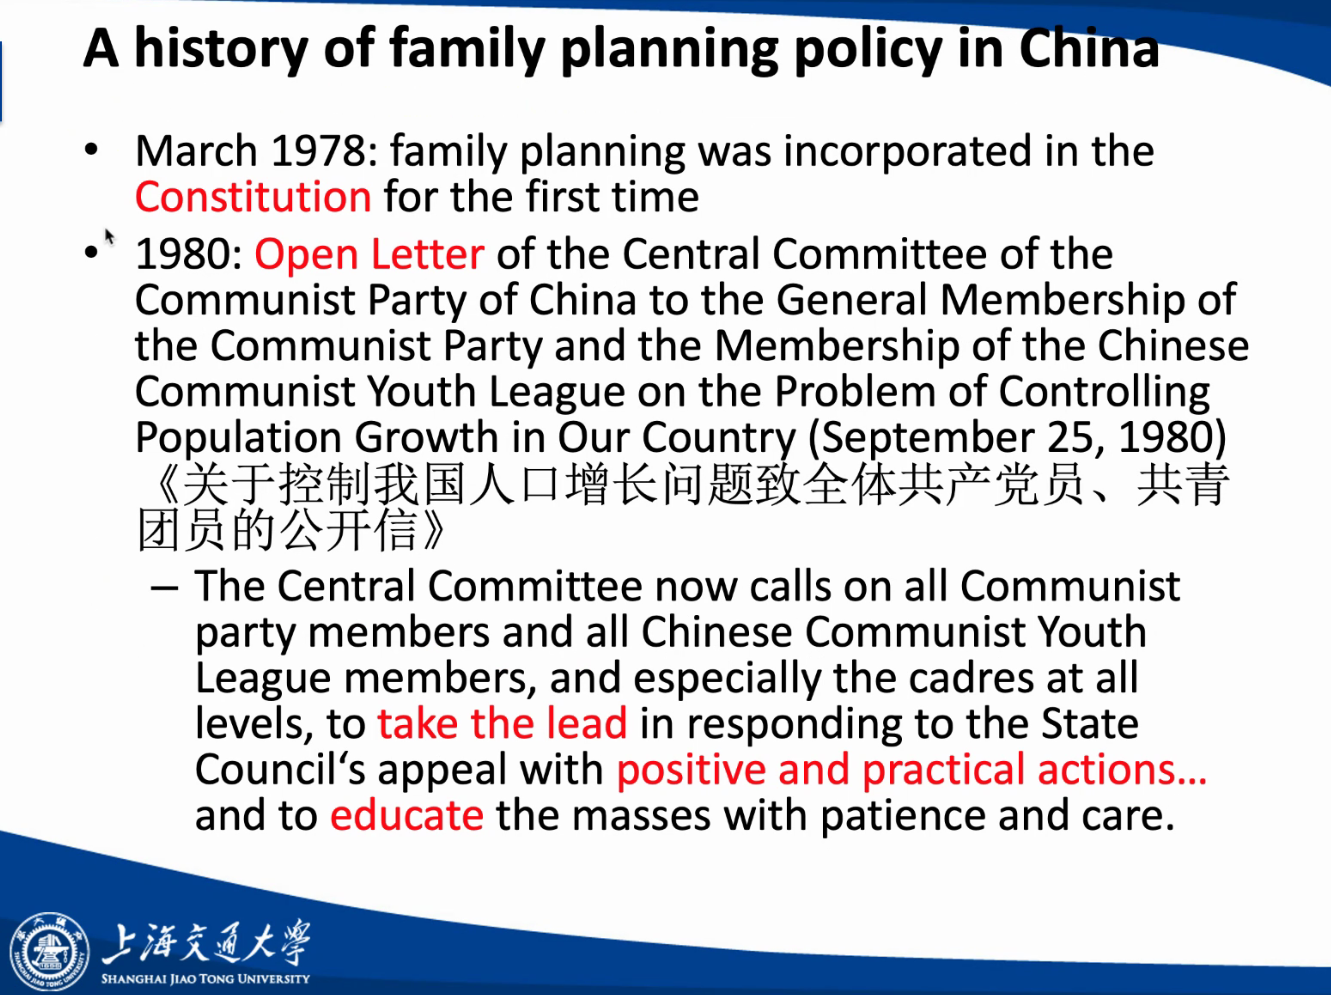 A history of family planning policy in China
• March 1978: family planning was incorporated in the
Constitution for the first time
• 1980: Open Letter of the Central Committee of the
Communist Party of China to the General Membership of
the Communist Party and the Membership of the Chinese
Communist Youth League on the Problem of Controlling
Population Growth in Our Country (September 25, 1980)
《关于控制我国人口增长问题致全体共产党员、共青
团员的公开信》
– The Central Committee now calls on all Communist
party members and all Chinese Communist Youth
League members, and especially the cadres at all
levels, to take the lead in responding to the State
Council‘s appeal with positive and practical actions...
and to educate the masses with patience and care.
上海交通大学
SHANGHAI JIAO TONG UNIVERSITY